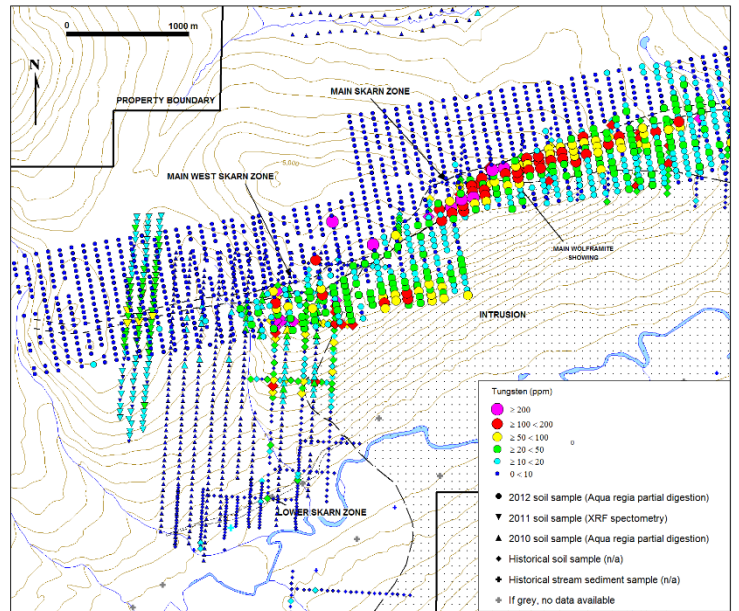 0
1000 m
N
PROPERTY BOUNDARY
MAIN SKARN ZONE
5,000
MAIN WEST SKARN ZONE
MAIN WOLFRAMITE
SHOWING
INTRUSION
LOWER SKARN ZONE
Tungsten (ppm)
> 200
≥ 100 < 200
≥ 50 < 100
≥ 20 < 50
≥ 10 < 20
0 < 10
2012 soil sample (Aqua regia partial digestion)
2011 soil sample (XRF spectometry)
2010 soil sample (Aqua regia partial digestion)
Historical soil sample (n/a)
Historical stream sediment sample (n/a)
If grey, no data available